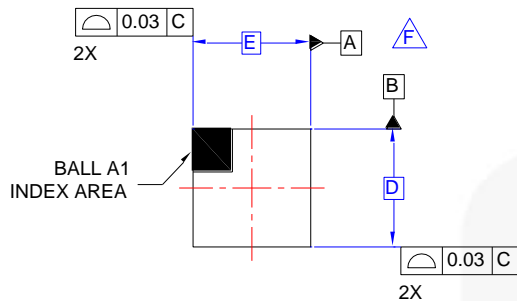 0.03 C
2X
E
A
F
B
BALL A1
INDEX AREA
D
0.03 C
2X